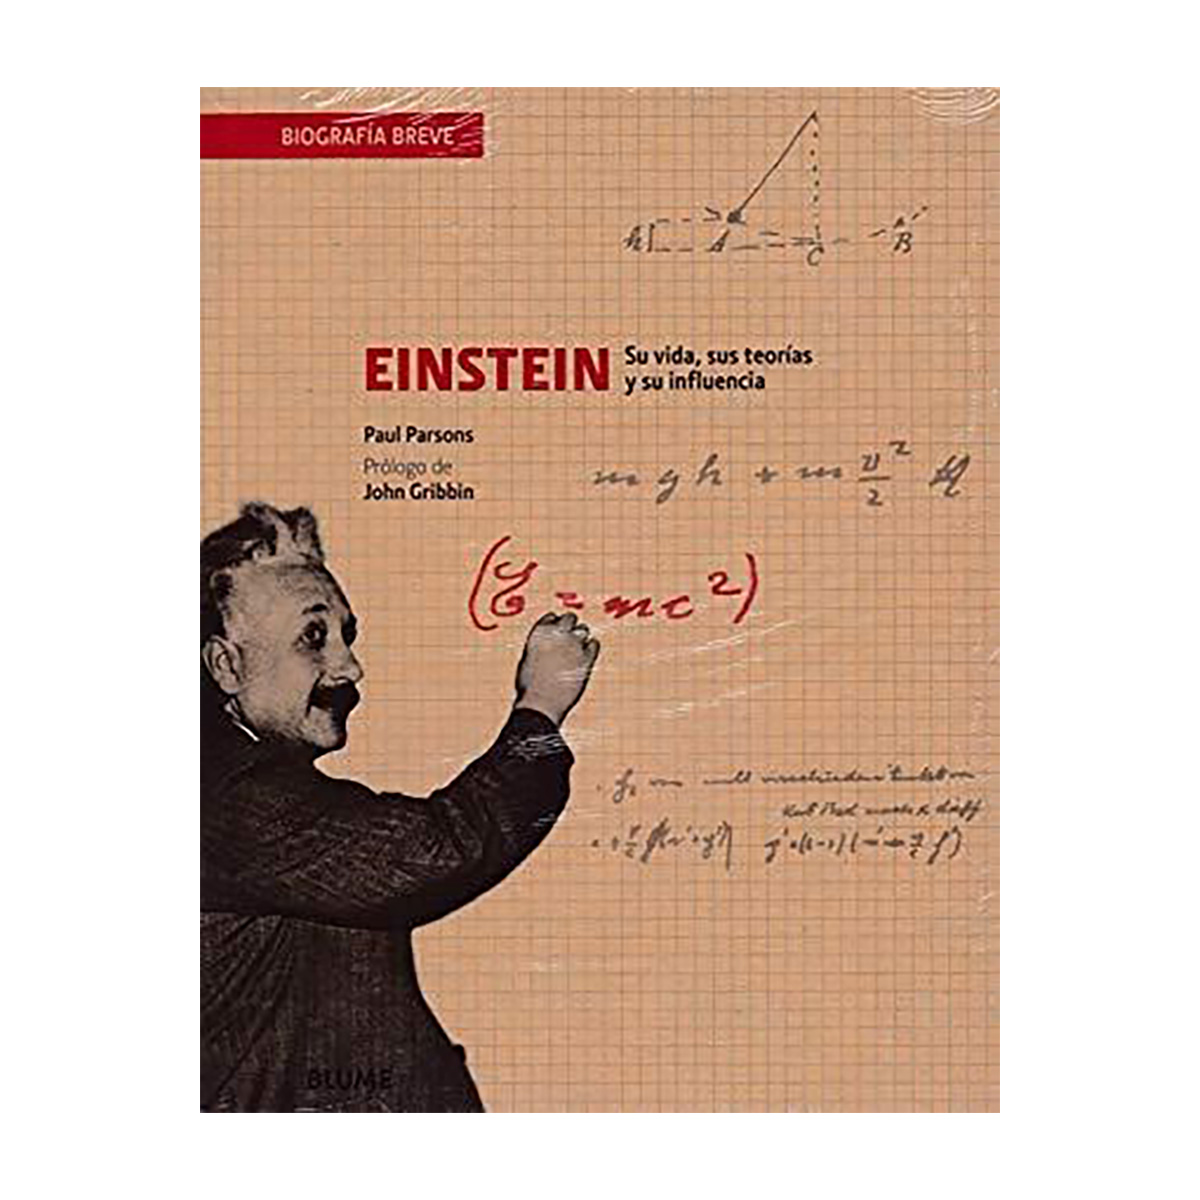 BIOGRAFÍA BREVE
h A C B
EINSTEIN
Su vida, sus teorías
y su influencia
Paul Parsons
Prólogo de
John Gribbin
m g h + m v²/2
(E = mc²)
BLUME